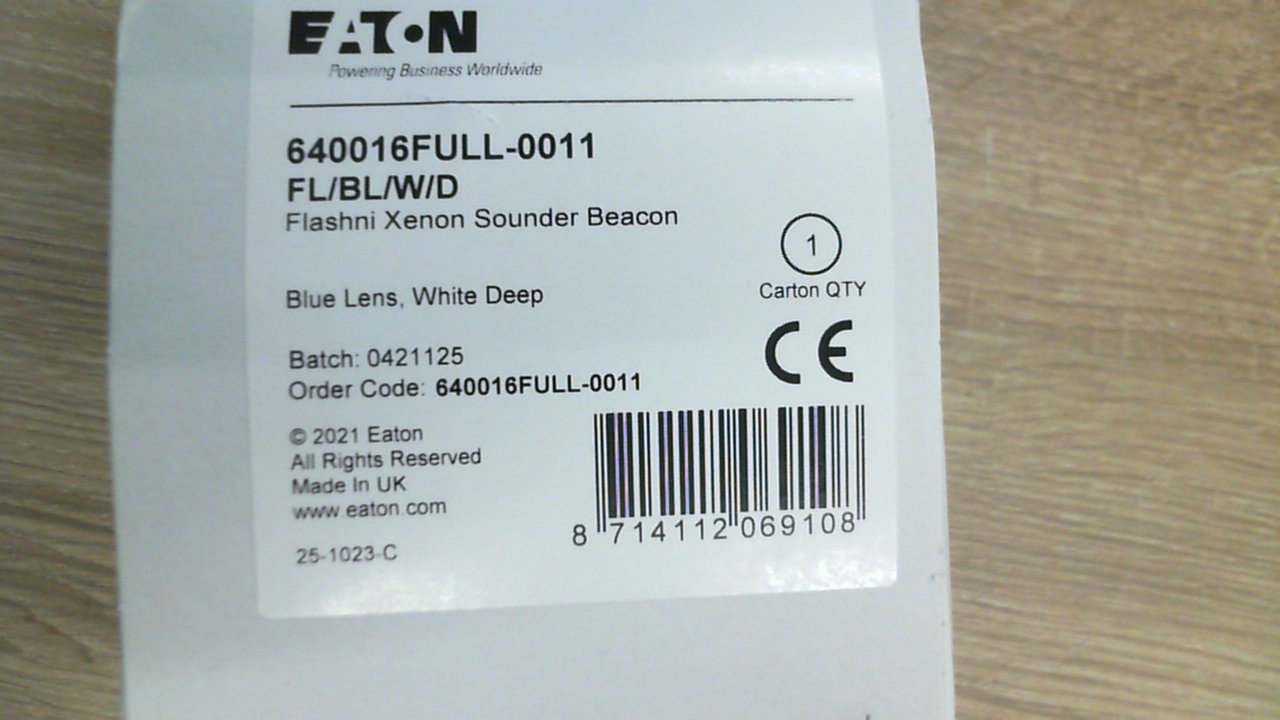 EATON
Powering Business Worldwide
640016FULL-0011
FL/BL/W/D
Flashni Xenon Sounder Beacon
1
Carton QTY
Blue Lens, White Deep
CE
Batch: 0421125
Order Code: 640016FULL-0011
© 2021 Eaton
All Rights Reserved
Made In UK
www.eaton.com
8 714112 069108
25-1023-C